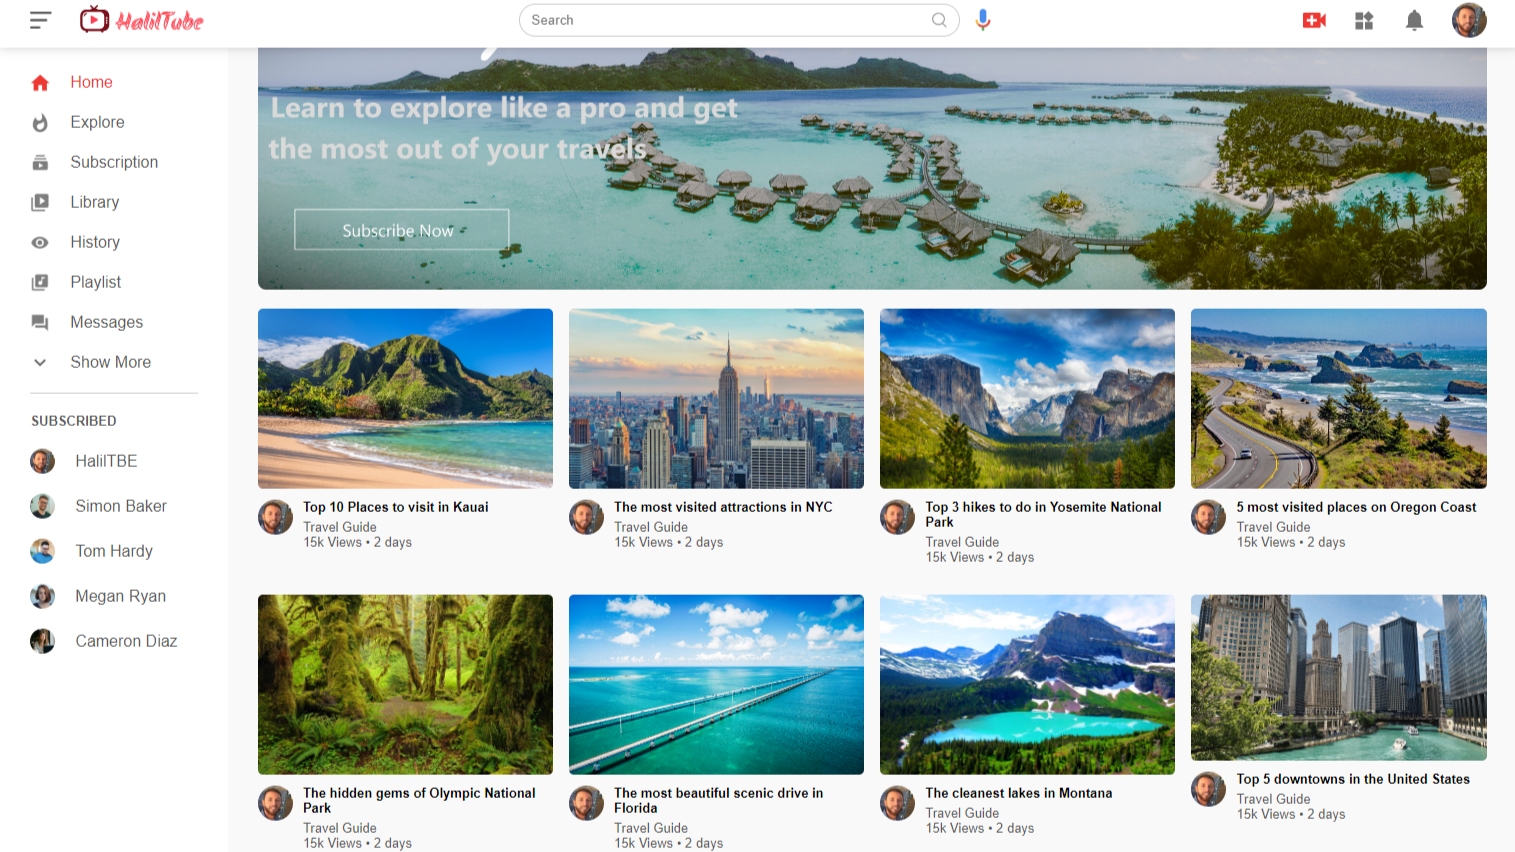 HalilTube
Search
Home
Explore
Subscription
Library
History
Playlist
Messages
Show More
SUBSCRIBED
HalilTBE
Simon Baker
Tom Hardy
Megan Ryan
Cameron Diaz
Learn to explore like a pro and get
the most out of your travels
Subscribe Now
Top 10 Places to visit in Kauai
Travel Guide
15k Views • 2 days
The most visited attractions in NYC
Travel Guide
15k Views • 2 days
Top 3 hikes to do in Yosemite National
Park
Travel Guide
15k Views • 2 days
5 most visited places on Oregon Coast
Travel Guide
15k Views • 2 days
The hidden gems of Olympic National
Park
Travel Guide
15k Views • 2 days
The most beautiful scenic drive in
Florida
Travel Guide
15k Views • 2 days
The cleanest lakes in Montana
Travel Guide
15k Views • 2 days
Top 5 downtowns in the United States
Travel Guide
15k Views • 2 days